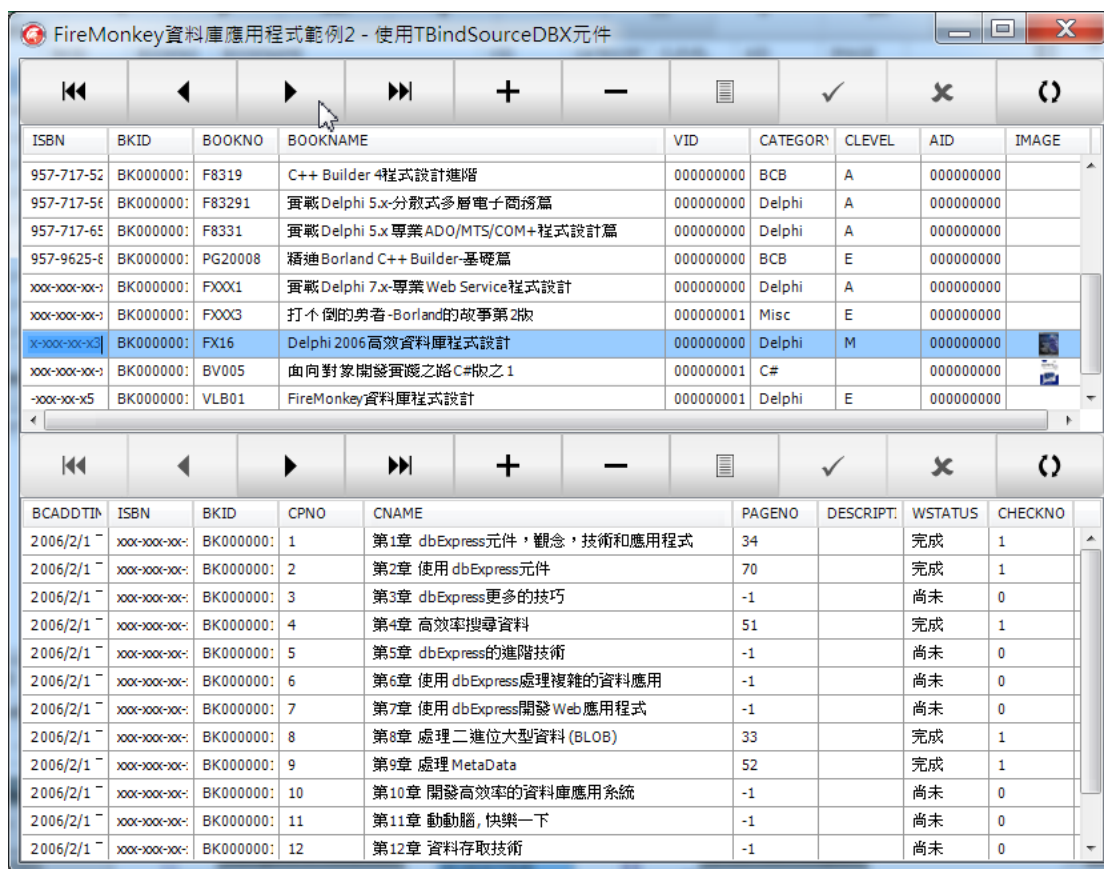 FireMonkey資料庫應用程式範例2 - 使用TBindSourceDBX元件
ISBN BKID BOOKNO BOOKNAME VID CATEGORY CLEVEL AID IMAGE
957-717-52 BK0000001 F8319 C++ Builder 4程式設計進階 000000000 BCB A 000000000
957-717-56 BK0000001 F83291 實戰Delphi 5.x-分散式多層電子商務篇 000000000 Delphi A 000000000
957-717-65 BK0000001 F8331 實戰Delphi 5.x專業ADO/MTS/COM+程式設計篇 000000000 Delphi A 000000000
957-9625-8 BK0000001 PG20008 精通Borland C++Builder-基礎篇 000000000 BCB E 000000000
xxx-xxx-xx- BK0000001 FXXX1 實戰Delphi 7.x-專業Web Service程式設計 000000000 Delphi A 000000000
xxx-xxx-xx- BK0000001 FXXX3 打不倒的勇者-Borland的故事第2版 000000001 Misc E 000000000
x-xxx-xx-x3 BK0000001 FX16 Delphi 2006高效資料庫程式設計 000000000 Delphi M 000000000
xxx-xxx-xx- BK0000001 BV005 面向對象開發實踐之路C#版之1 000000001 C# 000000000
-xxx-xx-x5 BK0000001 VLB01 FireMonkey資料庫程式設計 000000001 Delphi E 000000000
BCADDTIN ISBN BKID CPNO CNAME PAGENO DESCRIPT WSTATUS CHECKNO
2006/2/1 xxx-xxx-xx- BK0000001 1 第1章 dbExpress元件，觀念，技術和應用程式 34 完成 1
2006/2/1 xxx-xxx-xx- BK0000001 2 第2章 使用dbExpress元件 70 完成 1
2006/2/1 xxx-xxx-xx- BK0000001 3 第3章 dbExpress更多的技巧 -1 尚未 0
2006/2/1 xxx-xxx-xx- BK0000001 4 第4章 高效率搜尋資料 51 完成 1
2006/2/1 xxx-xxx-xx- BK0000001 5 第5章 dbExpress的進階技術 -1 尚未 0
2006/2/1 xxx-xxx-xx- BK0000001 6 第6章 使用dbExpress處理複雜的資料應用 -1 尚未 0
2006/2/1 xxx-xxx-xx- BK0000001 7 第7章 使用dbExpress開發Web應用程式 -1 尚未 0
2006/2/1 xxx-xxx-xx- BK0000001 8 第8章 處理二進位大型資料(BLOB) 33 完成 1
2006/2/1 xxx-xxx-xx- BK0000001 9 第9章 處理MetaData 52 完成 1
2006/2/1 xxx-xxx-xx- BK0000001 10 第10章 開發高效率的資料庫應用系統 -1 尚未 0
2006/2/1 xxx-xxx-xx- BK0000001 11 第11章 動動腦,快樂一下 -1 尚未 0
2006/2/1 xxx-xxx-xx- BK0000001 12 第12章 資料存取技術 -1 尚未 0